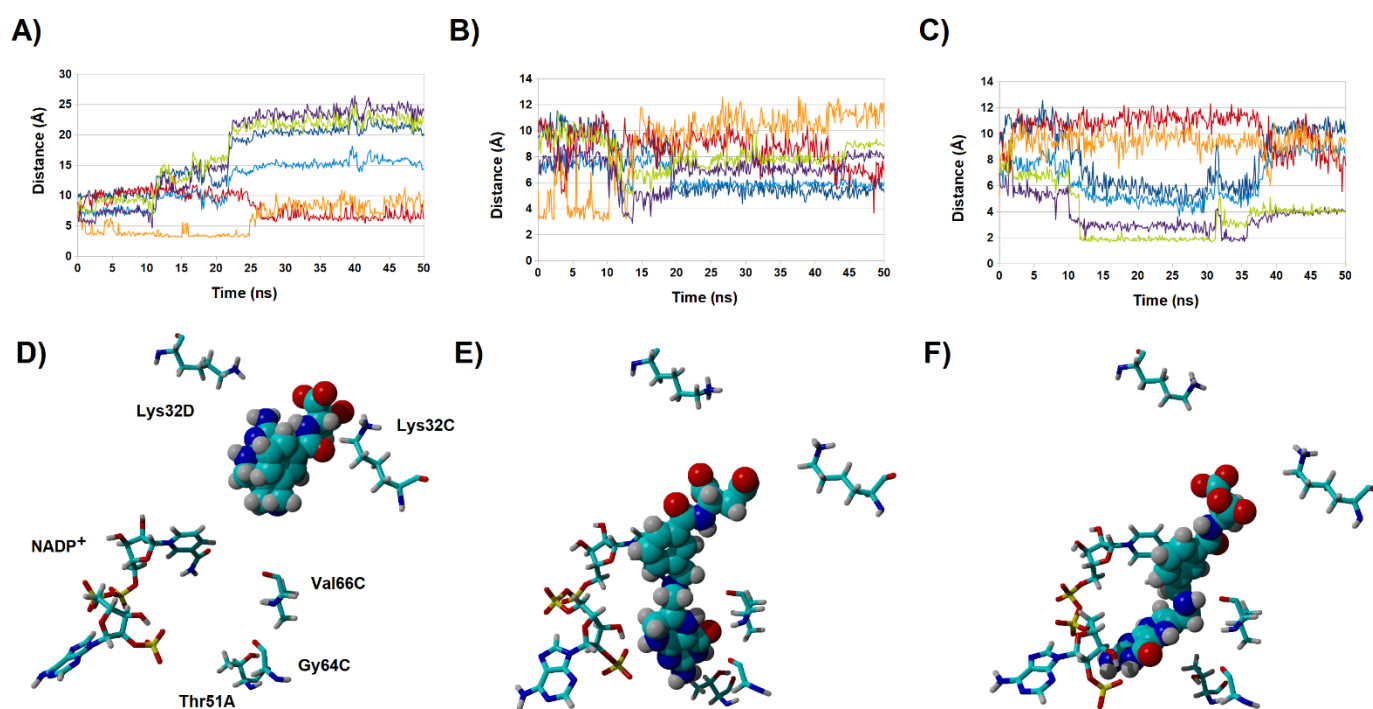 A)
B)
C)
30
25
20
15
10
5
0
Distance (Å)
0 5 10 15 20 25 30 35 40 45 50
Time (ns)
14
12
10
8
6
4
2
0
Distance (Å)
0 5 10 15 20 25 30 35 40 45 50
Time (ns)
14
12
10
8
6
4
2
0
Distance (Å)
0 5 10 15 20 25 30 35 40 45 50
Time (ns)
D)
E)
F)
Lys32D
Lys32C
NADP+
Val66C
Gy64C
Thr51A